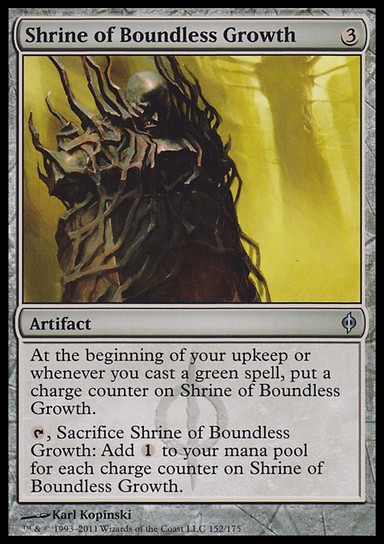 Shrine of Boundless Growth 3
Artifact
At the beginning of your upkeep or
whenever you cast a green spell, put a
charge counter on Shrine of Boundless
Growth.
, Sacrifice Shrine of Boundless
Growth: Add 1 to your mana pool
for each charge counter on Shrine of
Boundless Growth.
Karl Kopinski
™ & © 1993–2011 Wizards of the Coast LLC 152/175